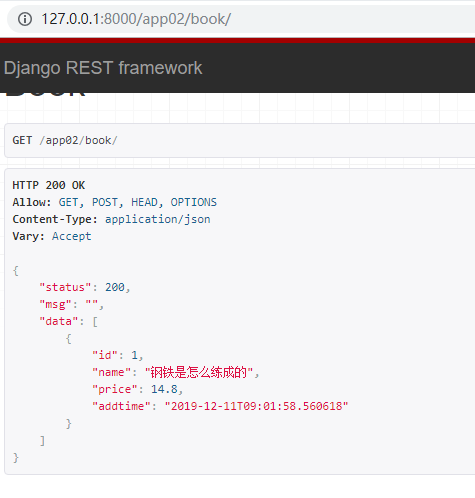 127.0.0.1:8000/app02/book/
Django REST framework
Book
GET /app02/book/
HTTP 200 OK
Allow: GET, POST, HEAD, OPTIONS
Content-Type: application/json
Vary: Accept
{
    "status": 200,
    "msg": "",
    "data": [
        {
            "id": 1,
            "name": "钢铁是怎么练成的",
            "price": 14.8,
            "addtime": "2019-12-11T09:01:58.560618"
        }
    ]
}